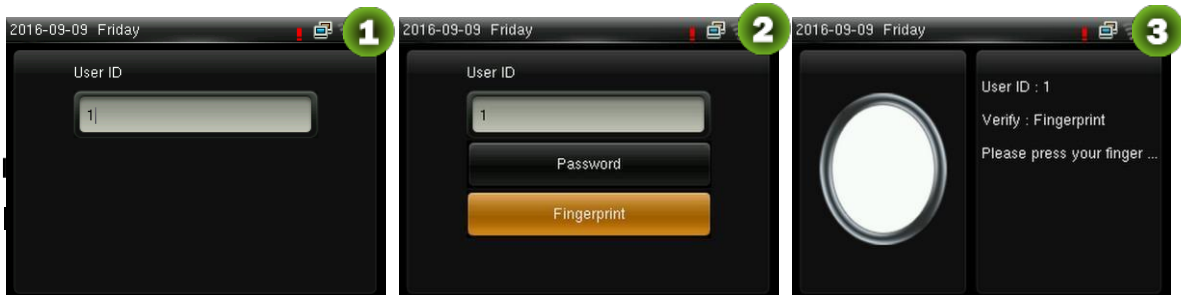 2016-09-09 Friday
1
User ID
1
2016-09-09 Friday
2
User ID
1
Password
Fingerprint
2016-09-09 Friday
3
User ID : 1
Verify : Fingerprint
Please press your finger ...